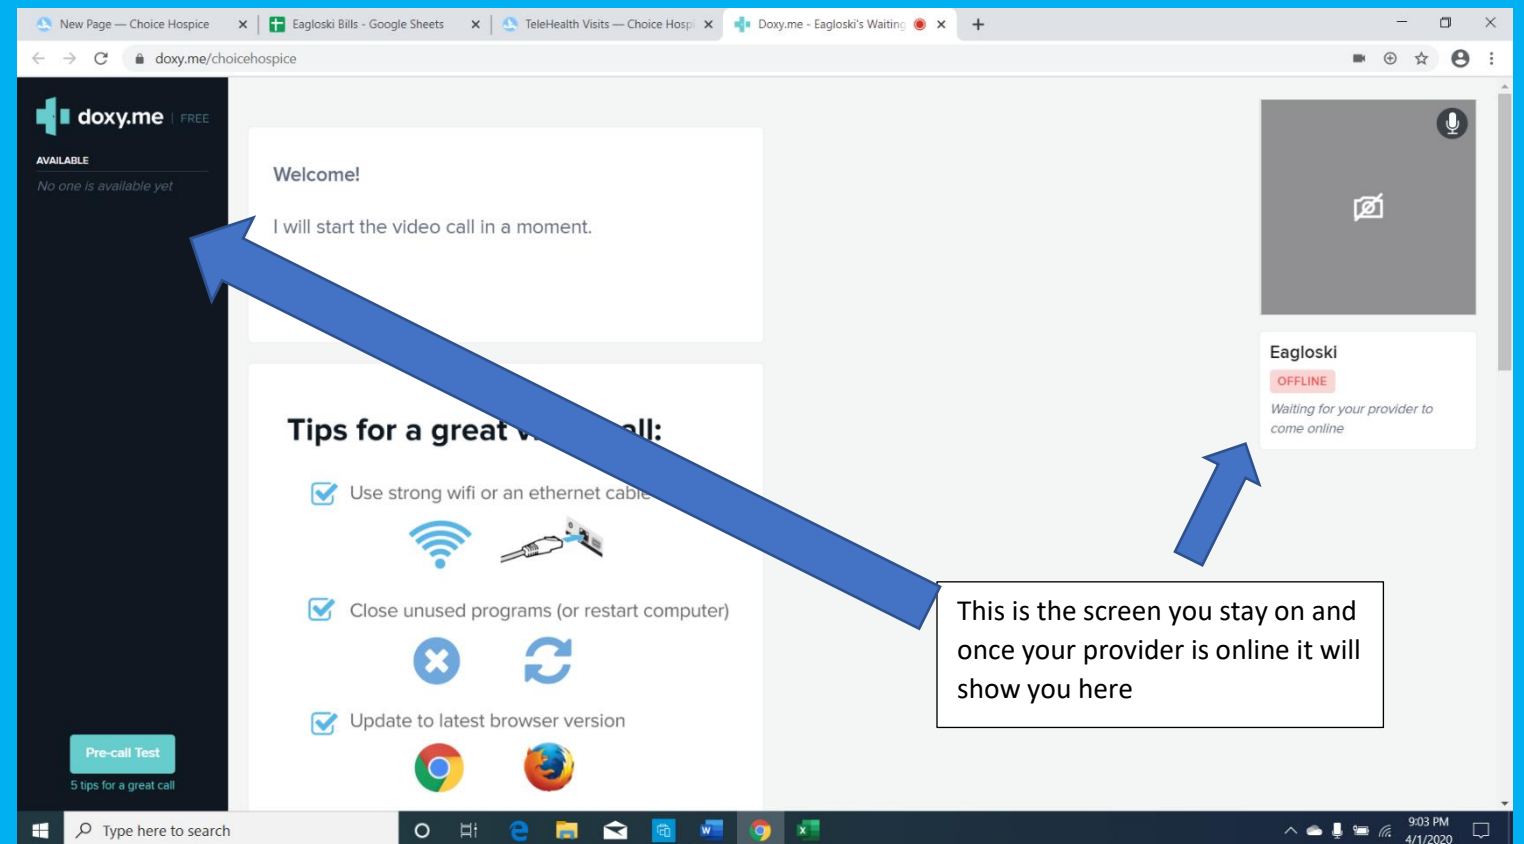 New Page — Choice Hospice
Eagloski Bills - Google Sheets
TeleHealth Visits — Choice Hospi
Doxy.me - Eagloski's Waiting
doxy.me/choicehospice
doxy.me | FREE
AVAILABLE
No one is available yet
Welcome!
I will start the video call in a moment.
Tips for a great
all:
Use strong wifi or an ethernet cable
Close unused programs (or restart computer)
Update to latest browser version
Eagloski
OFFLINE
Waiting for your provider to
come online
This is the screen you stay on and
once your provider is online it will
show you here
Pre-call Test
5 tips for a great call
Type here to search
9:03 PM
4/1/2020